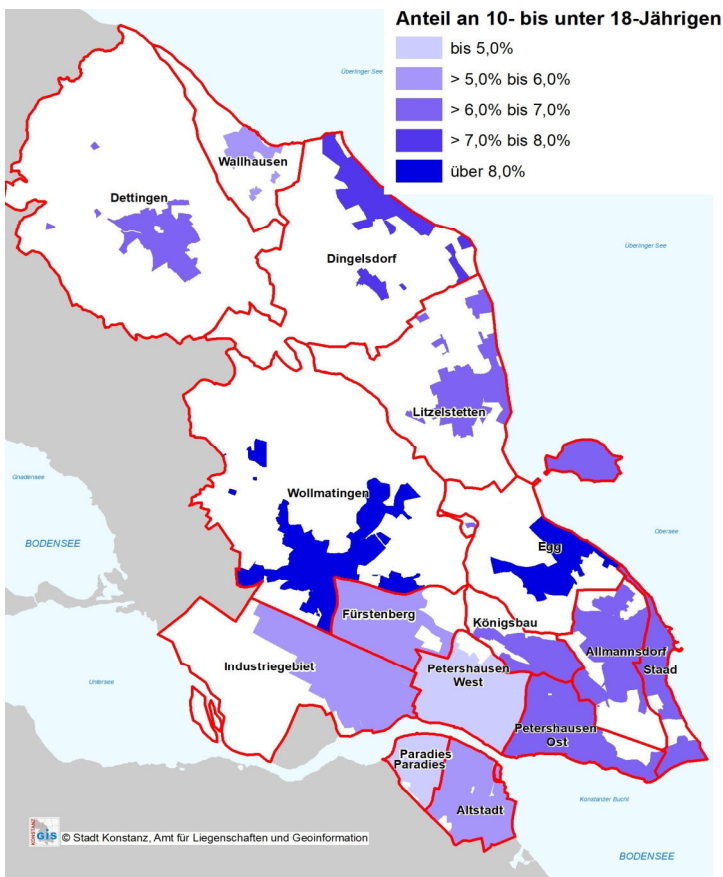 Anteil an 10- bis unter 18-Jährigen
bis 5,0%
> 5,0% bis 6,0%
> 6,0% bis 7,0%
> 7,0% bis 8,0%
über 8,0%
Überlinger See
Wallhausen
Dettingen
Dingelsdorf
Überlinger See
Litzelstetten
Gnadensee
Wollmatingen
BODENSEE
Obersee
Egg
Fürstenberg
Königsbau
Allmannsdorf
Staad
Industriegebiet
Petershausen
West
Untersee
Petershausen
Ost
Paradies
Paradies
Altstadt
Konstanzer Bucht
KONSTANZ
GiS
© Stadt Konstanz, Amt für Liegenschaften und Geoinformation
BODENSEE